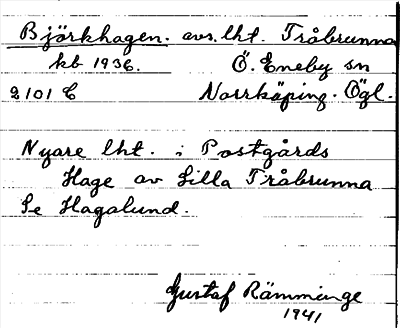 Björkhagen. avs. lht. Tråbrunna
kb 1936. Ö. Eneby sn
2101 C Norrköping. Ögl.
Nyare lht. i Postgårds
Hage av Lilla Tråbrunna
Se Hagalund.
Gustaf Rämminge
1941